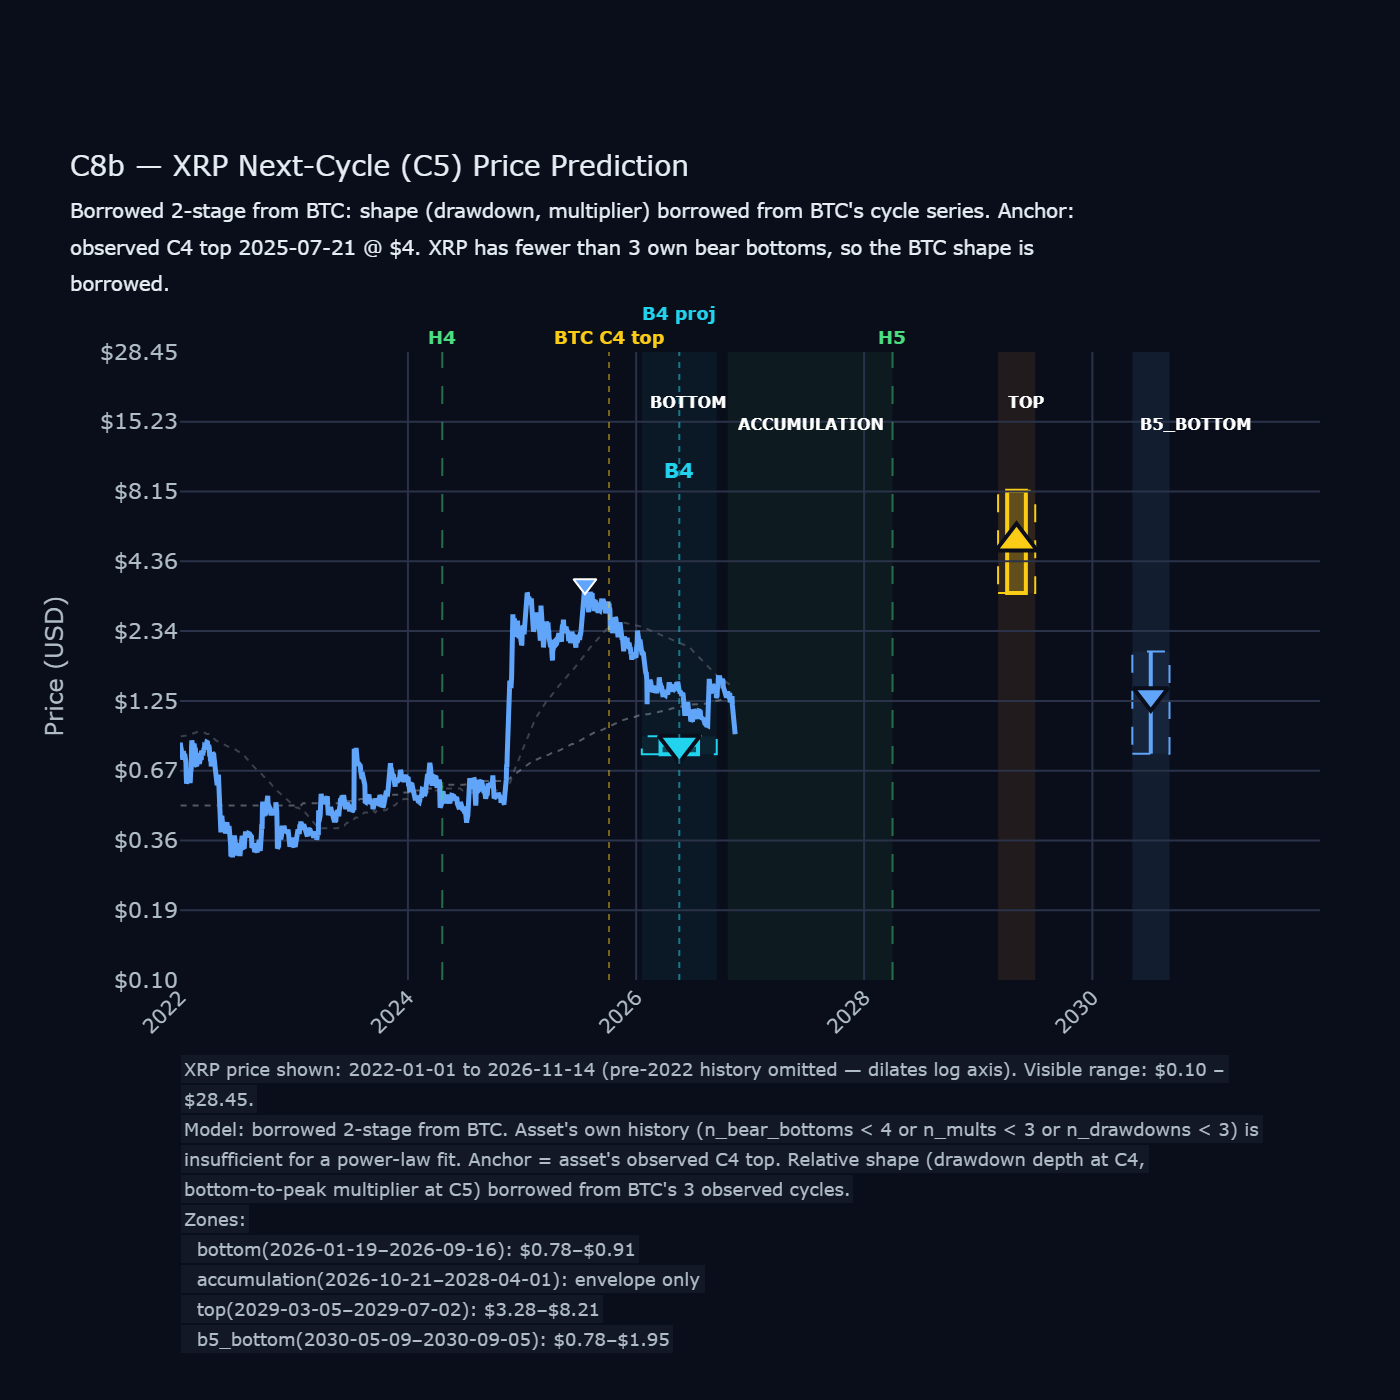 C8b — XRP Next-Cycle (C5) Price Prediction
Borrowed 2-stage from BTC: shape (drawdown, multiplier) borrowed from BTC's cycle series. Anchor:
observed C4 top 2025-07-21 @ $4. XRP has fewer than 3 own bear bottoms, so the BTC shape is
borrowed.
B4 proj
H4
BTC C4 top
H5
$28.45
BOTTOM
TOP
$15.23
ACCUMULATION
B5_BOTTOM
B4
$8.15
$4.36
$2.34
$1.25
$0.67
$0.36
$0.19
$0.10
Price (USD)
2022
2024
2026
2028
2030
XRP price shown: 2022-01-01 to 2026-11-14 (pre-2022 history omitted — dilates log axis). Visible range: $0.10 –
$28.45.
Model: borrowed 2-stage from BTC. Asset's own history (n_bear_bottoms < 4 or n_mults < 3 or n_drawdowns < 3) is
insufficient for a power-law fit. Anchor = asset's observed C4 top. Relative shape (drawdown depth at C4,
bottom-to-peak multiplier at C5) borrowed from BTC's 3 observed cycles.
Zones:
bottom(2026-01-19–2026-09-16): $0.78–$0.91
accumulation(2026-10-21–2028-04-01): envelope only
top(2029-03-05–2029-07-02): $3.28–$8.21
b5_bottom(2030-05-09–2030-09-05): $0.78–$1.95